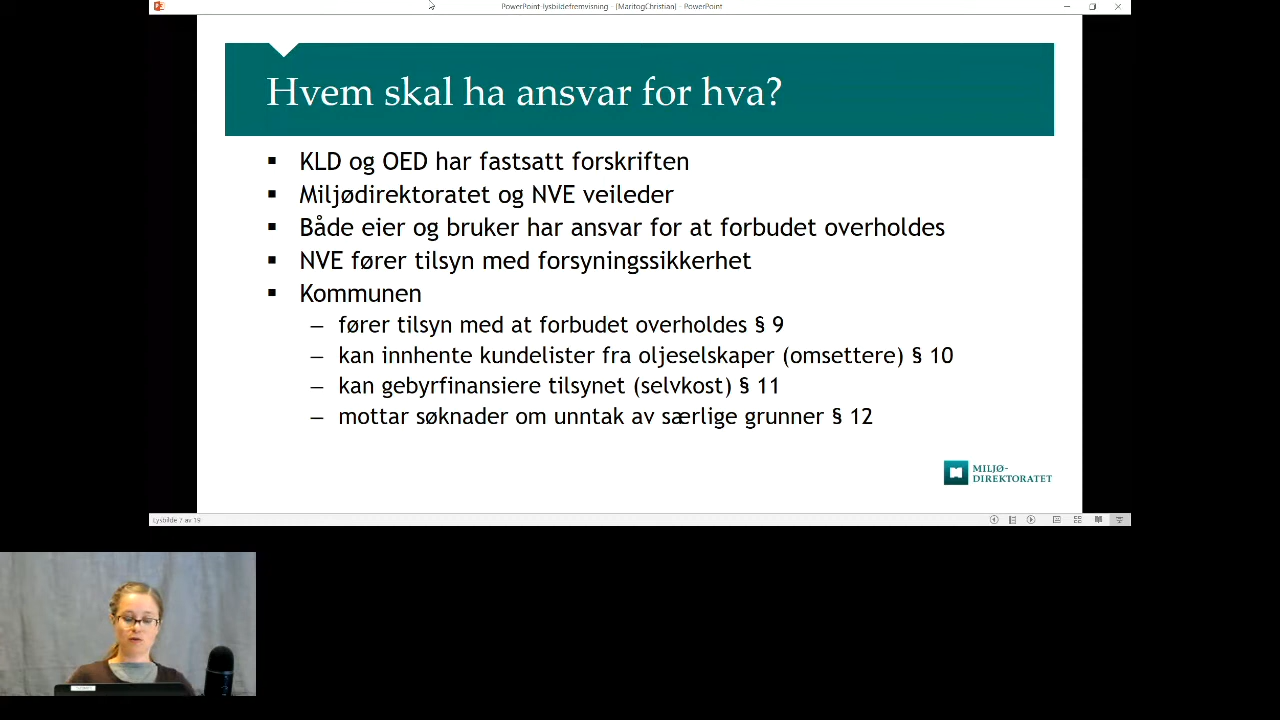 PowerPoint-lysbildefremvisning - [MaritogChristian] - PowerPoint
Hvem skal ha ansvar for hva?
▪ KLD og OED har fastsatt forskriften
▪ Miljødirektoratet og NVE veileder
▪ Både eier og bruker har ansvar for at forbudet overholdes
▪ NVE fører tilsyn med forsyningssikkerhet
▪ Kommunen
– fører tilsyn med at forbudet overholdes § 9
– kan innhente kundelister fra oljeselskaper (omsettere) § 10
– kan gebyrfinansiere tilsynet (selvkost) § 11
– mottar søknader om unntak av særlige grunner § 12
MILJØ-
DIREKTORATET
Lysbilde 7 av 19